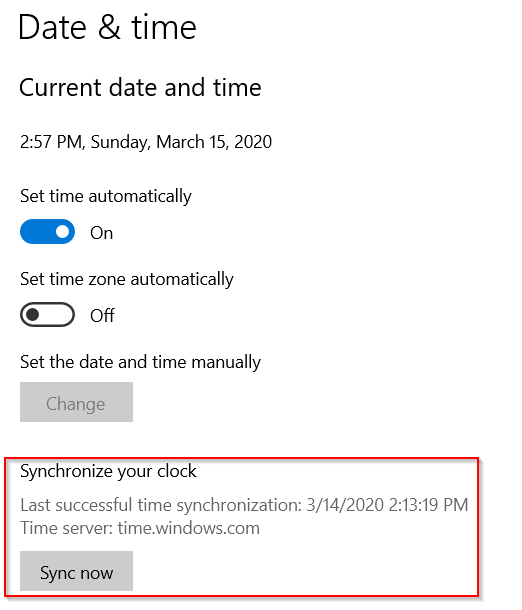 Date & time
Current date and time
2:57 PM, Sunday, March 15, 2020
Set time automatically
On
Set time zone automatically
Off
Set the date and time manually
Change
Synchronize your clock
Last successful time synchronization: 3/14/2020 2:13:19 PM
Time server: time.windows.com
Sync now